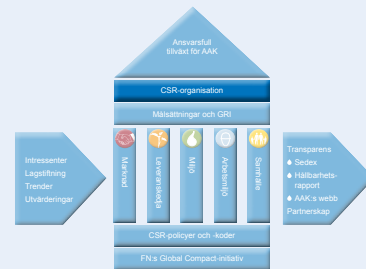 Ansvarsfull
tillväxt för AAK
CSR-organisation
Målsättningar och GRI
Intressenter
Lagstiftning
Trender
Utvärderingar
Marknad
Leveranskedja
Miljö
Arbetsmiljö
Samhälle
Transparens
Sedex
Hållbarhets-
rapport
AAK:s webb
Partnerskap
CSR-policyer och -koder
FN:s Global Compact-initiativ